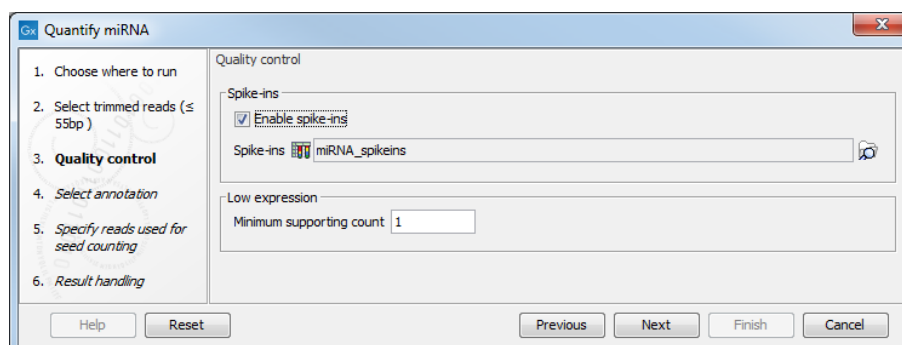 Gx Quantify miRNA
1. Choose where to run
2. Select trimmed reads (≤
55bp )
3. Quality control
4. Select annotation
5. Specify reads used for
seed counting
6. Result handling
Quality control
Spike-ins
Enable spike-ins
Spike-ins miRNA_spikeins
Low expression
Minimum supporting count 1
Help Reset Previous Next Finish Cancel